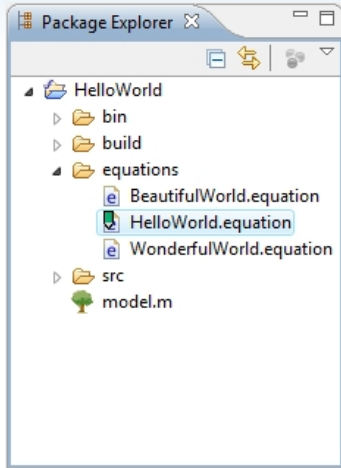 Package Explorer
HelloWorld
bin
build
equations
BeautifulWorld.equation
HelloWorld.equation
WonderfulWorld.equation
src
model.m